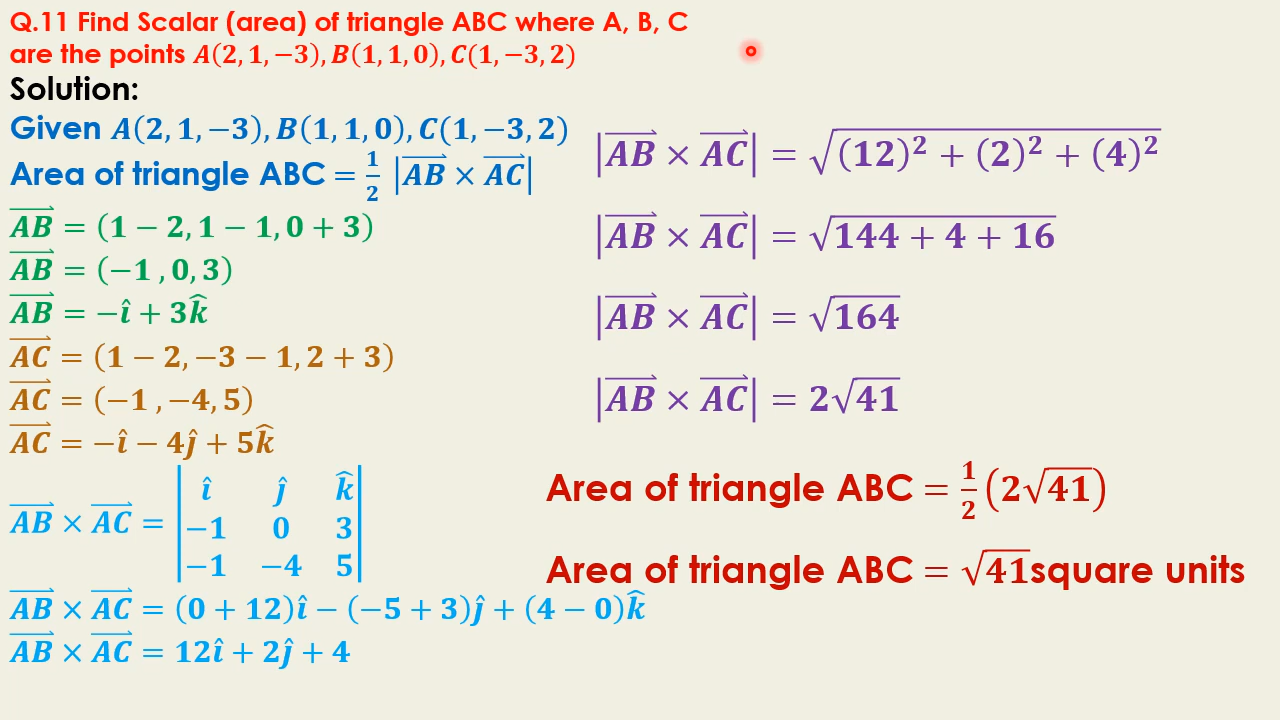 Q.11 Find Scalar (area) of triangle ABC where A, B, C
are the points A(2, 1, −3), B(1, 1, 0), C(1, −3, 2)
Solution:
Given A(2, 1, −3), B(1, 1, 0), C(1, −3, 2)
Area of triangle ABC = 1/2 |AB⃗ × AC⃗|
AB⃗ = (1 − 2, 1 − 1, 0 + 3)
AB⃗ = (−1 , 0, 3)
AB⃗ = −î + 3k̂
AC⃗ = (1 − 2, −3 − 1, 2 + 3)
AC⃗ = (−1 , −4, 5)
AC⃗ = −î − 4ĵ + 5k̂
AB⃗ × AC⃗ = | î ĵ k̂ |
| −1 0 3 |
| −1 −4 5 |
AB⃗ × AC⃗ = (0 + 12)î − (−5 + 3)ĵ + (4 − 0)k̂
AB⃗ × AC⃗ = 12î + 2ĵ + 4
|AB⃗ × AC⃗| = √((12)² + (2)² + (4)²)
|AB⃗ × AC⃗| = √(144 + 4 + 16)
|AB⃗ × AC⃗| = √164
|AB⃗ × AC⃗| = 2√41
Area of triangle ABC = 1/2 (2√41)
Area of triangle ABC = √41square units